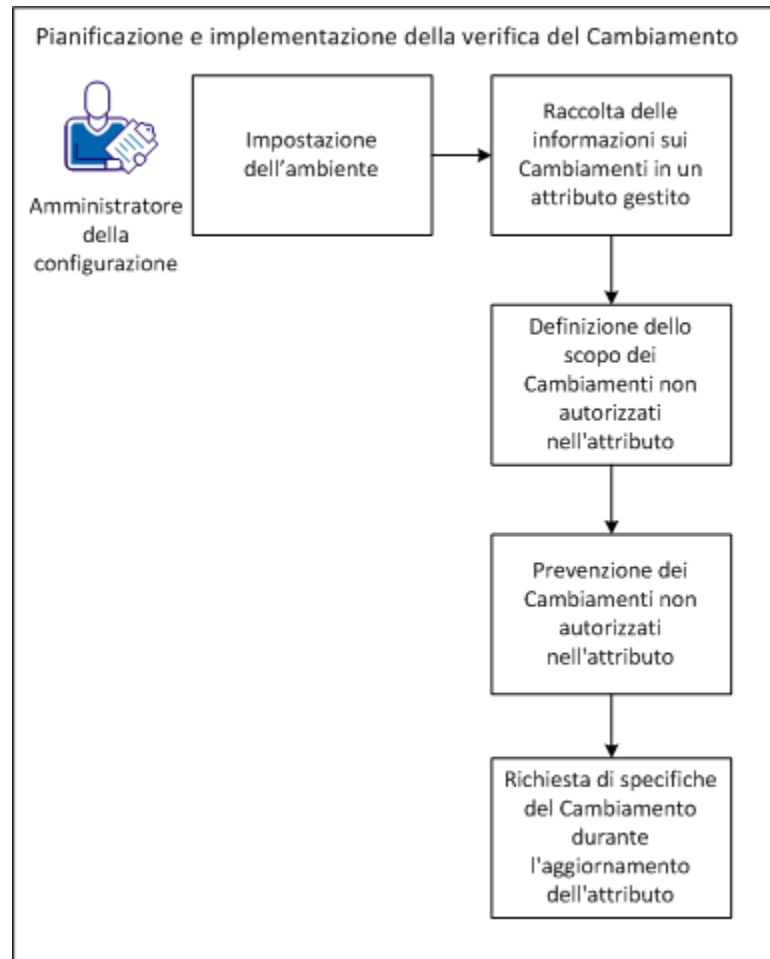 Pianificazione e implementazione della verifica del Cambiamento
Amministratore
della
configurazione
Impostazione
dell'ambiente
Raccolta delle
informazioni sui
Cambiamenti in un
attributo gestito
Definizione dello
scopo dei
Cambiamenti non
autorizzati
nell'attributo
Prevenzione dei
Cambiamenti non
autorizzati
nell'attributo
Richiesta di specifiche
del Cambiamento
durante
l'aggiornamento
dell'attributo